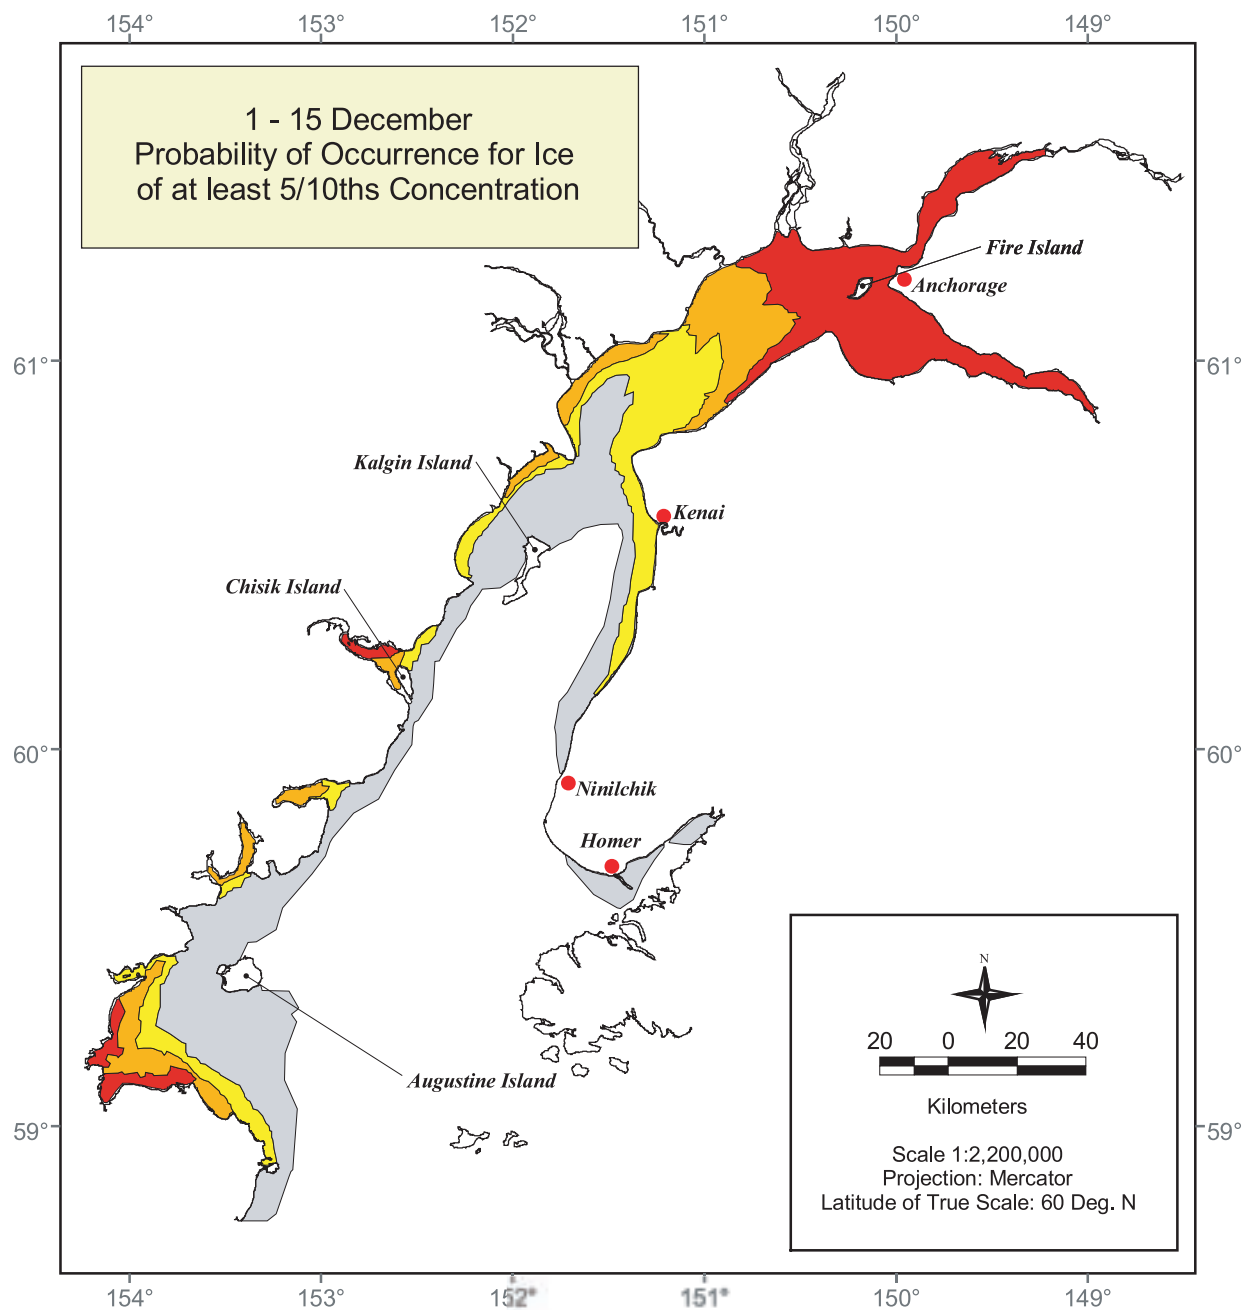 154° 153° 152° 151° 150° 149°
1 - 15 December
Probability of Occurrence for Ice
of at least 5/10ths Concentration
Fire Island
Anchorage
61° 61°
Kalgin Island
Kenai
Chisik Island
60° 60°
Ninilchik
Homer
N
20 0 20 40
Kilometers
Augustine Island
59° 59°
Scale 1:2,200,000
Projection: Mercator
Latitude of True Scale: 60 Deg. N
154° 153° 152° 151° 150° 149°